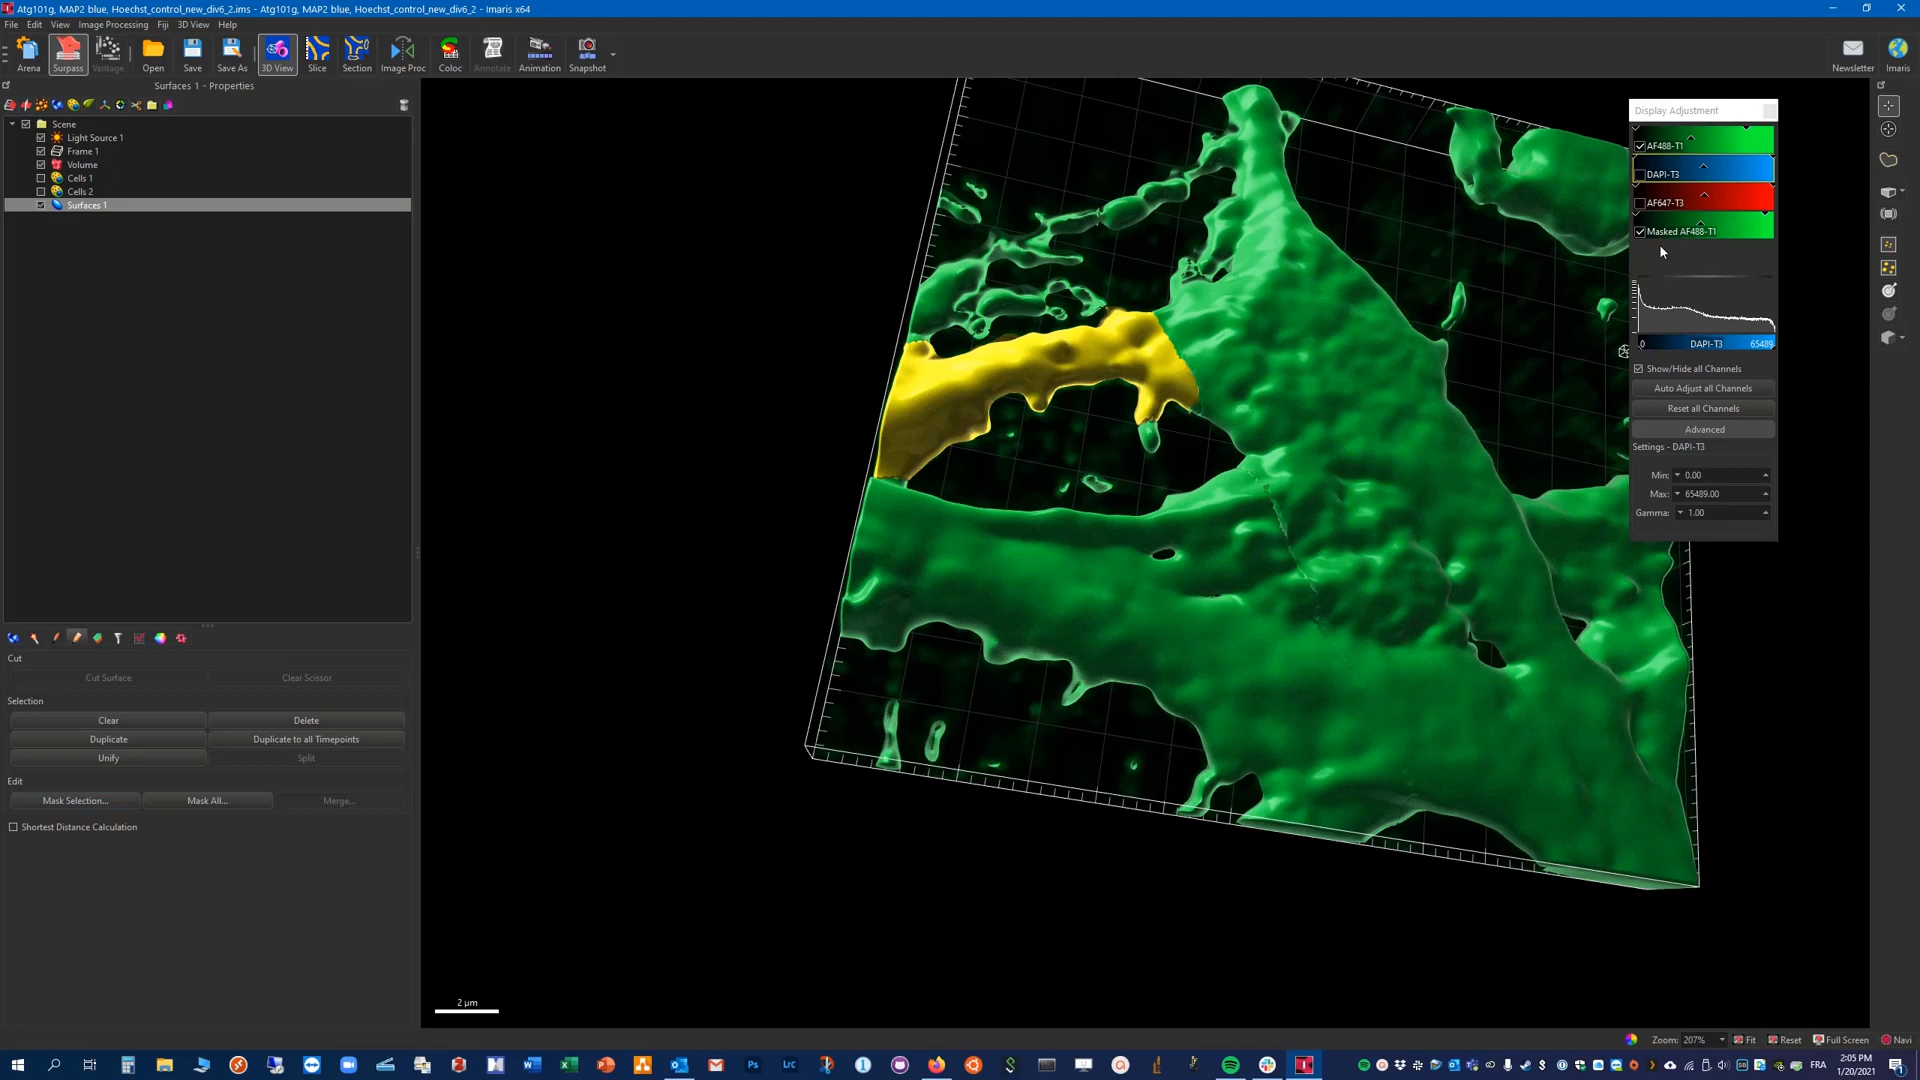 Atg101g, MAP2 blue, Hoechst_control_new_div6_2.ims - Atg101g, MAP2 blue, Hoechst_control_new_div6_2 - Imaris x64
File Edit View Image Processing Fiji 3D View Help
Arena Surpass Vantage Open Save Save As 3D View Slice Section Image Proc Coloc Annotate Animation Snapshot Newsletter Imaris
Surfaces 1 - Properties
Scene
Light Source 1
Frame 1
Volume
Cells 1
Cells 2
Surfaces 1
Cut
Cut Surface Clear Scissor
Selection
Clear Delete
Duplicate Duplicate to all Timepoints
Unify Split
Edit
Mask Selection... Mask All... Merge...
Shortest Distance Calculation
Display Adjustment
AF488-T1
DAPI-T3
AF647-T3
Masked AF488-T1
0 DAPI-T3 65489
Show/Hide all Channels
Auto Adjust all Channels
Reset all Channels
Advanced
Settings - DAPI-T3
Min: 0.00
Max: 65489.00
Gamma: 1.00
2 µm
Zoom: 207% Fit Reset Full Screen Navi
FRA
2:05 PM
1/20/2021